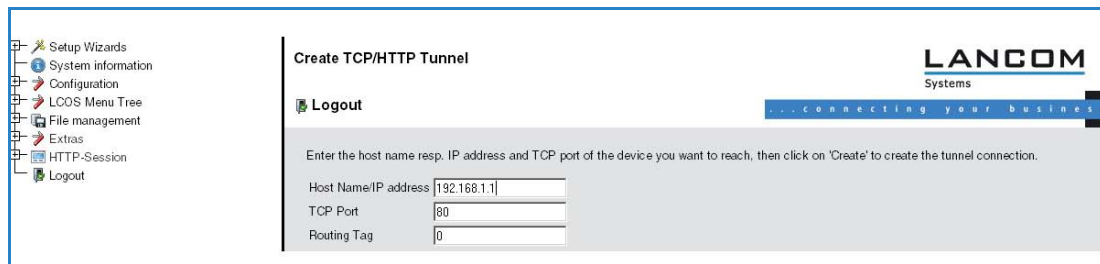 Setup Wizards
System information
Configuration
LCOS Menu Tree
File management
Extras
HTTP-Session
Logout
Create TCP/HTTP Tunnel
LANCOM
Systems
Logout
...connecting your busines
Enter the host name resp. IP address and TCP port of the device you want to reach, then click on 'Create' to create the tunnel connection.
Host Name/IP address 192.168.1.1
TCP Port 80
Routing Tag 0